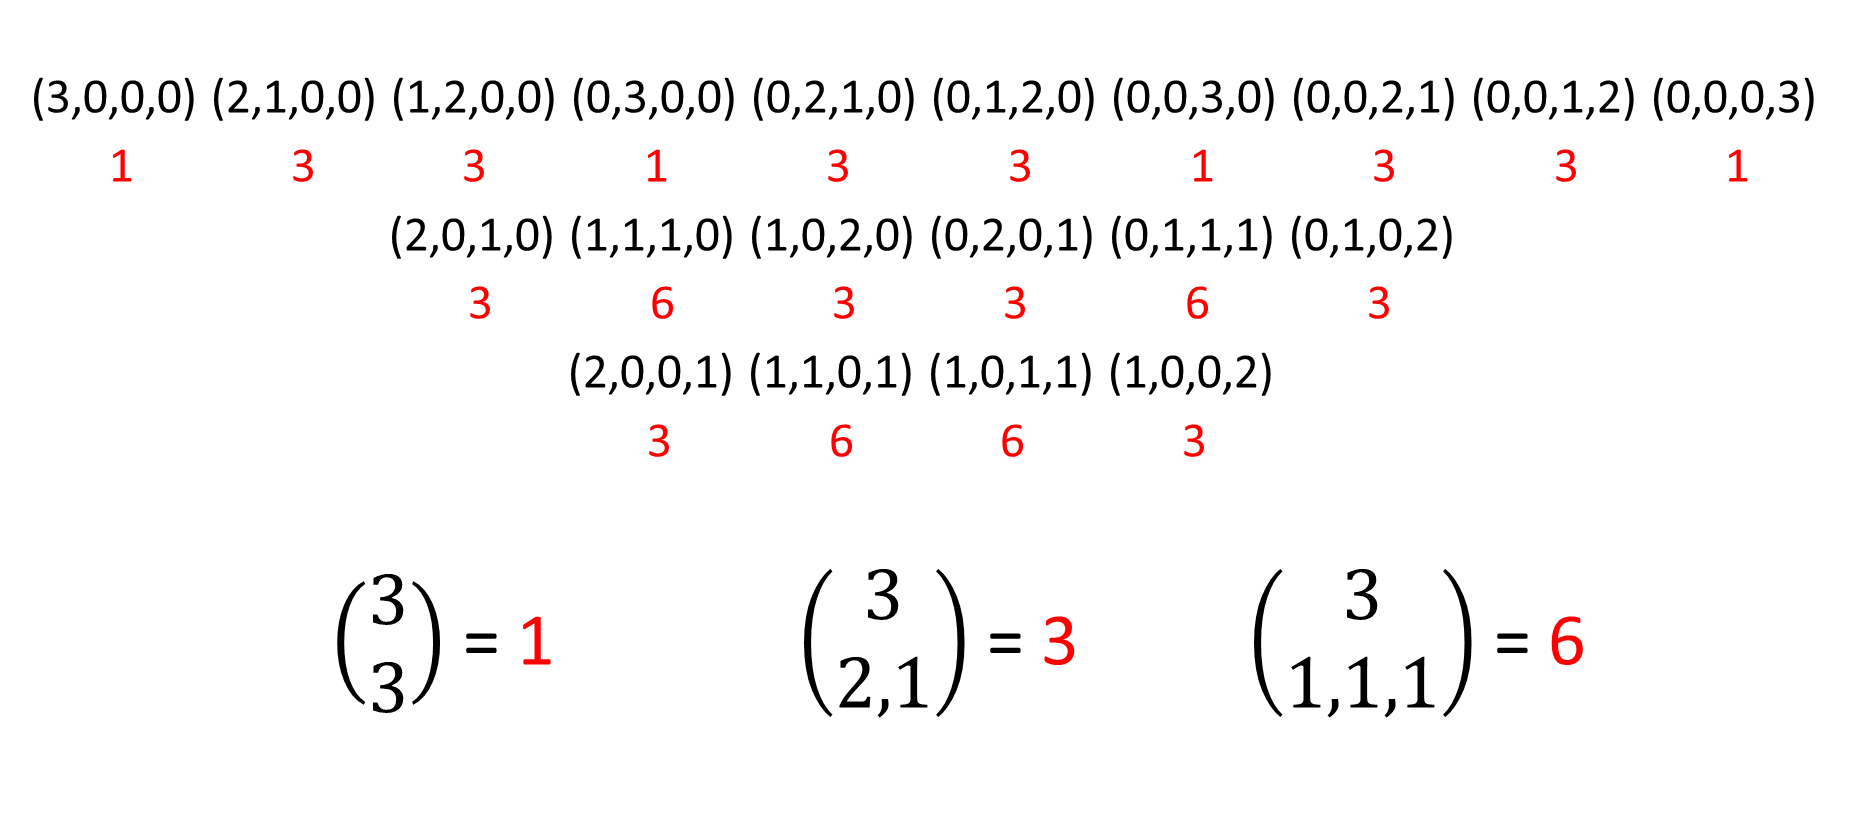 (3,0,0,0) (2,1,0,0) (1,2,0,0) (0,3,0,0) (0,2,1,0) (0,1,2,0) (0,0,3,0) (0,0,2,1) (0,0,1,2) (0,0,0,3)
1 3 3 1 3 3 1 3 3 1
(2,0,1,0) (1,1,1,0) (1,0,2,0) (0,2,0,1) (0,1,1,1) (0,1,0,2)
3 6 3 3 6 3
(2,0,0,1) (1,1,0,1) (1,0,1,1) (1,0,0,2)
3 6 6 3
(3 3) = 1 (3 2,1) = 3 (3 1,1,1) = 6